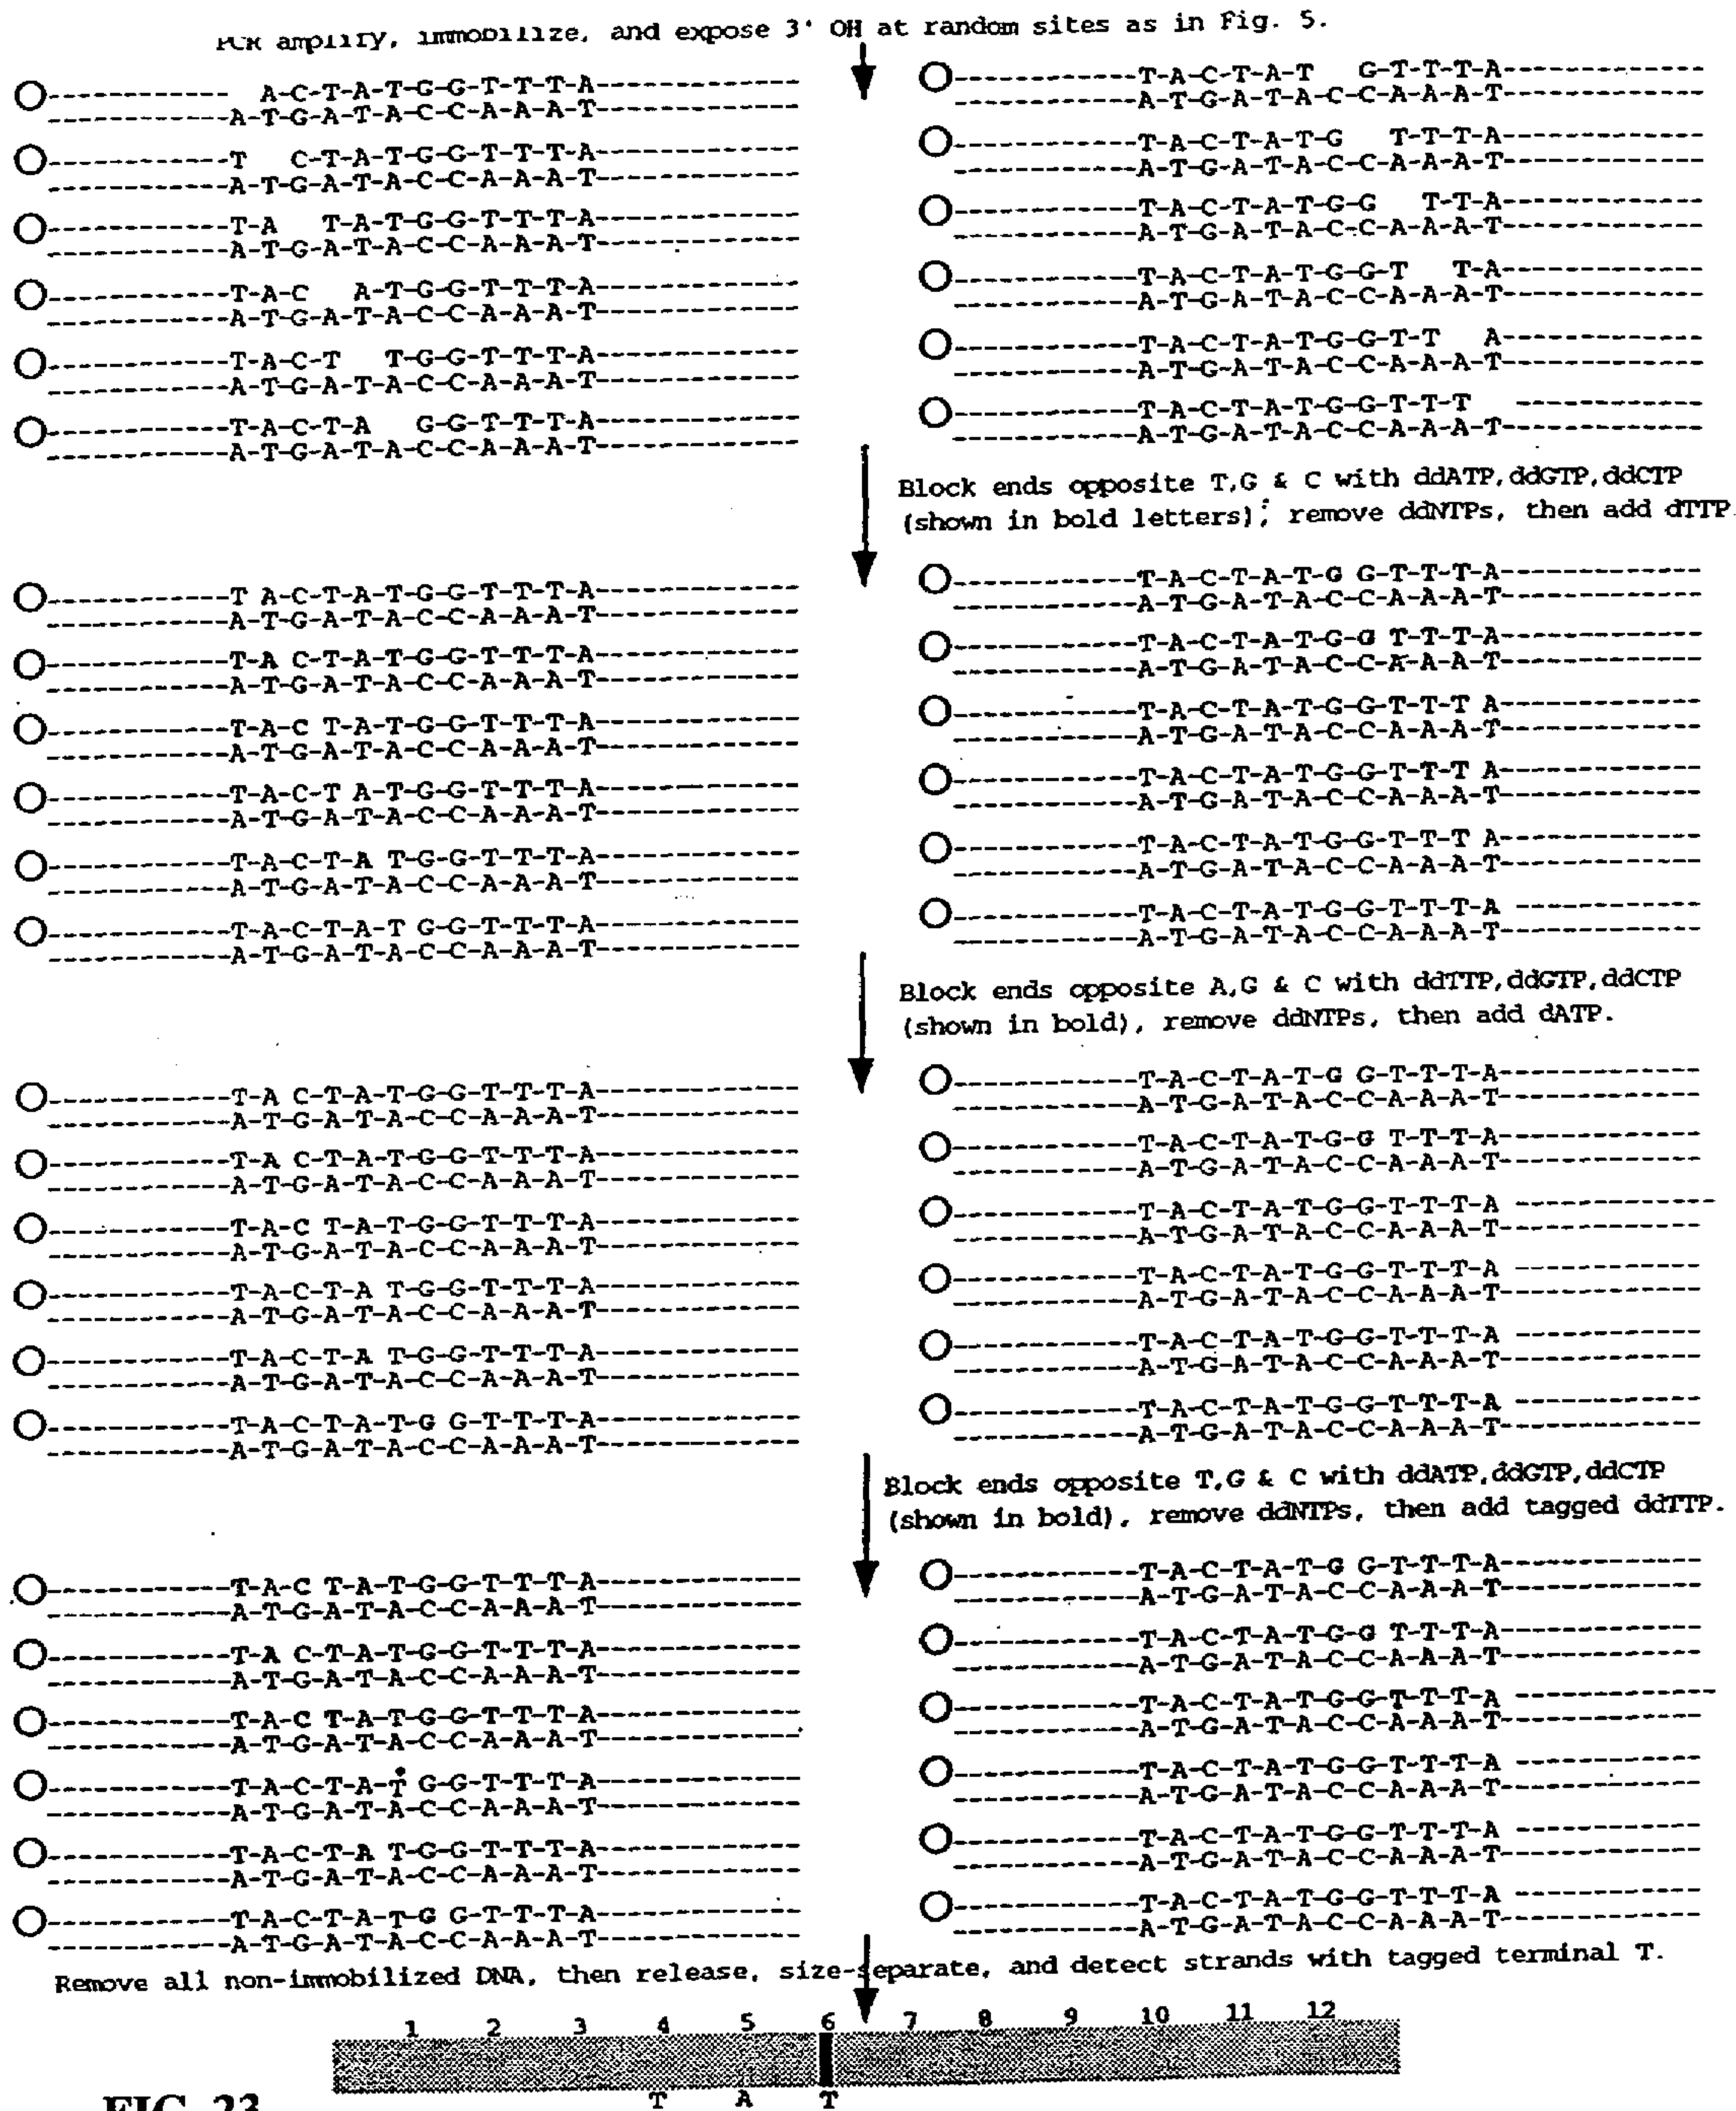 PCR amplify, immobilize, and expose 3' OH at random sites as in Fig. 5.
A-C-T-A-T-G-G-T-T-T-A
A-T-G-A-T-A-C-C-A-A-A-T
T C-T-A-T-G-G-T-T-T-A
A-T-G-A-T-A-C-C-A-A-A-T
T-A T-A-T-G-G-T-T-T-A
A-T-G-A-T-A-C-C-A-A-A-T
T-A-C A-T-G-G-T-T-T-A
A-T-G-A-T-A-C-C-A-A-A-T
T-A-C-T T-G-G-T-T-T-A
A-T-G-A-T-A-C-C-A-A-A-T
T-A-C-T-A G-G-T-T-T-A
A-T-G-A-T-A-C-C-A-A-A-T
T-A-C-T-A-T G-T-T-T-A
A-T-G-A-T-A-C-C-A-A-A-T
T-A-C-T-A-T-G T-T-T-A
A-T-G-A-T-A-C-C-A-A-A-T
T-A-C-T-A-T-G-G T-T-A
A-T-G-A-T-A-C-C-A-A-A-T
T-A-C-T-A-T-G-G-T T-A
A-T-G-A-T-A-C-C-A-A-A-T
T-A-C-T-A-T-G-G-T-T A
A-T-G-A-T-A-C-C-A-A-A-T
T-A-C-T-A-T-G-G-T-T-T
A-T-G-A-T-A-C-C-A-A-A-T
Block ends opposite T,G & C with ddATP,ddGTP,ddCTP
(shown in bold letters); remove ddNTPs, then add dTTP.
T A-C-T-A-T-G-G-T-T-T-A
A-T-G-A-T-A-C-C-A-A-A-T
T-A C-T-A-T-G-G-T-T-T-A
A-T-G-A-T-A-C-C-A-A-A-T
T-A-C T-A-T-G-G-T-T-T-A
A-T-G-A-T-A-C-C-A-A-A-T
T-A-C-T A-T-G-G-T-T-T-A
A-T-G-A-T-A-C-C-A-A-A-T
T-A-C-T-A T-G-G-T-T-T-A
A-T-G-A-T-A-C-C-A-A-A-T
T-A-C-T-A-T G-G-T-T-T-A
A-T-G-A-T-A-C-C-A-A-A-T
T-A-C-T-A-T-G G-T-T-T-A
A-T-G-A-T-A-C-C-A-A-A-T
T-A-C-T-A-T-G-G T-T-T-A
A-T-G-A-T-A-C-C-A-A-A-T
T-A-C-T-A-T-G-G-T-T-T A
A-T-G-A-T-A-C-C-A-A-A-T
T-A-C-T-A-T-G-G-T-T-T A
A-T-G-A-T-A-C-C-A-A-A-T
T-A-C-T-A-T-G-G-T-T-T A
A-T-G-A-T-A-C-C-A-A-A-T
T-A-C-T-A-T-G-G-T-T-T-A
A-T-G-A-T-A-C-C-A-A-A-T
Block ends opposite A,G & C with ddTTP,ddGTP,ddCTP
(shown in bold), remove ddNTPs, then add dATP.
T-A C-T-A-T-G-G-T-T-T-A
A-T-G-A-T-A-C-C-A-A-A-T
T-A C-T-A-T-G-G-T-T-T-A
A-T-G-A-T-A-C-C-A-A-A-T
T-A-C T-A-T-G-G-T-T-T-A
A-T-G-A-T-A-C-C-A-A-A-T
T-A-C-T-A T-G-G-T-T-T-A
A-T-G-A-T-A-C-C-A-A-A-T
T-A-C-T-A T-G-G-T-T-T-A
A-T-G-A-T-A-C-C-A-A-A-T
T-A-C-T-A-T-G G-T-T-T-A
A-T-G-A-T-A-C-C-A-A-A-T
T-A-C-T-A-T-G G-T-T-T-A
A-T-G-A-T-A-C-C-A-A-A-T
T-A-C-T-A-T-G-G T-T-T-A
A-T-G-A-T-A-C-C-A-A-A-T
T-A-C-T-A-T-G-G-T-T-T-A
A-T-G-A-T-A-C-C-A-A-A-T
T-A-C-T-A-T-G-G-T-T-T-A
A-T-G-A-T-A-C-C-A-A-A-T
T-A-C-T-A-T-G-G-T-T-T-A
A-T-G-A-T-A-C-C-A-A-A-T
T-A-C-T-A-T-G-G-T-T-T-A
A-T-G-A-T-A-C-C-A-A-A-T
Block ends opposite T,G & C with ddATP,ddGTP,ddCTP
(shown in bold), remove ddNTPs, then add tagged ddTTP.
T-A-C T-A-T-G-G-T-T-T-A
A-T-G-A-T-A-C-C-A-A-A-T
T-A C-T-A-T-G-G-T-T-T-A
A-T-G-A-T-A-C-C-A-A-A-T
T-A-C T-A-T-G-G-T-T-T-A
A-T-G-A-T-A-C-C-A-A-A-T
T-A-C-T-A-T G-G-T-T-T-A
A-T-G-A-T-A-C-C-A-A-A-T
T-A-C-T-A T-G-G-T-T-T-A
A-T-G-A-T-A-C-C-A-A-A-T
T-A-C-T-A-T-G G-T-T-T-A
A-T-G-A-T-A-C-C-A-A-A-T
T-A-C-T-A-T-G G-T-T-T-A
A-T-G-A-T-A-C-C-A-A-A-T
T-A-C-T-A-T-G-G T-T-T-A
A-T-G-A-T-A-C-C-A-A-A-T
T-A-C-T-A-T-G-G-T-T-T-A
A-T-G-A-T-A-C-C-A-A-A-T
T-A-C-T-A-T-G-G-T-T-T-A
A-T-G-A-T-A-C-C-A-A-A-T
T-A-C-T-A-T-G-G-T-T-T-A
A-T-G-A-T-A-C-C-A-A-A-T
T-A-C-T-A-T-G-G-T-T-T-A
A-T-G-A-T-A-C-C-A-A-A-T
Remove all non-immobilized DNA, then release, size-separate, and detect strands with tagged terminal T.
1 2 3 4 5 6 7 8 9 10 11 12
T A T
FIG. 23